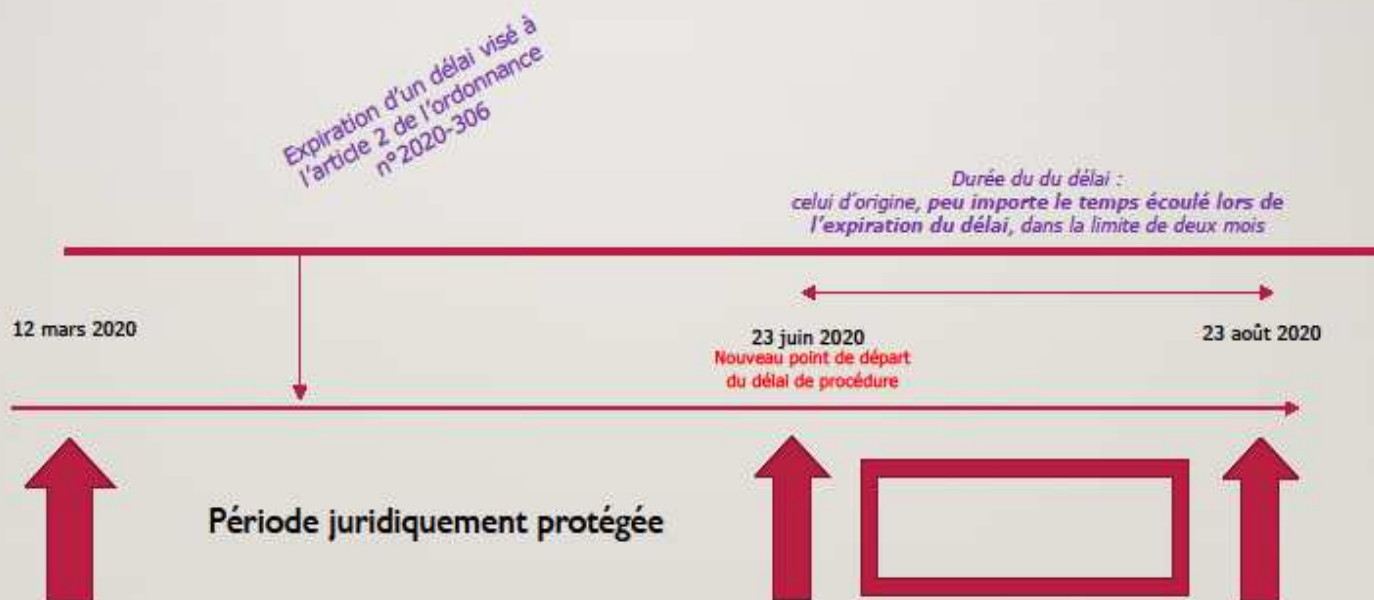 Expiration d'un délai visé à
l'article 2 de l'ordonnance
n°2020-306
Durée du du délai :
celui d'origine, peu importe le temps écoulé lors de
l'expiration du délai, dans la limite de deux mois
12 mars 2020
23 juin 2020
Nouveau point de départ
du délai de procédure
23 août 2020
Période juridiquement protégée